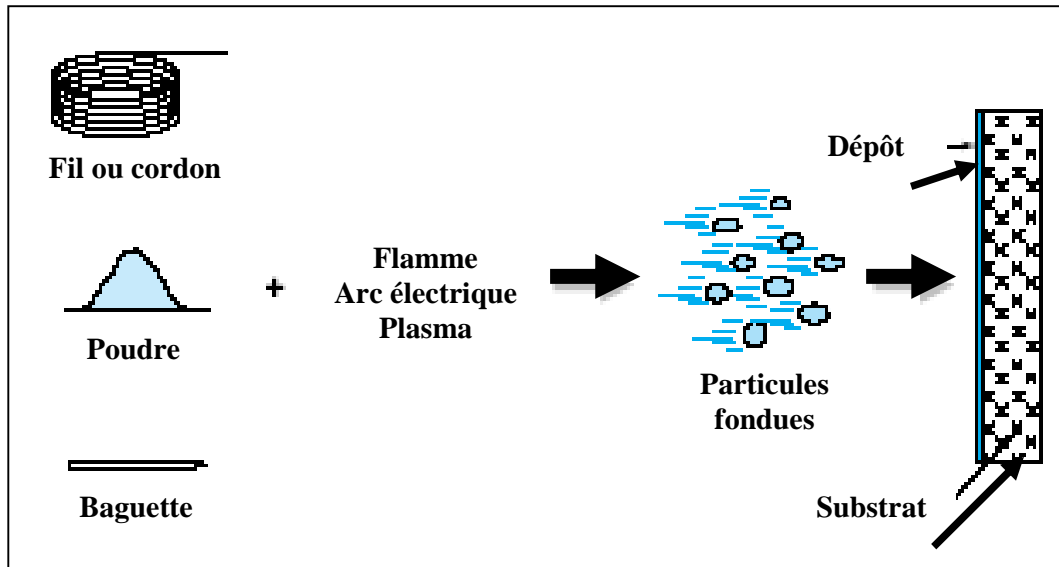 Fil ou cordon
Poudre
Baguette
+
Flamme
Arc électrique
Plasma
Particules
fondues
Dépôt
Substrat